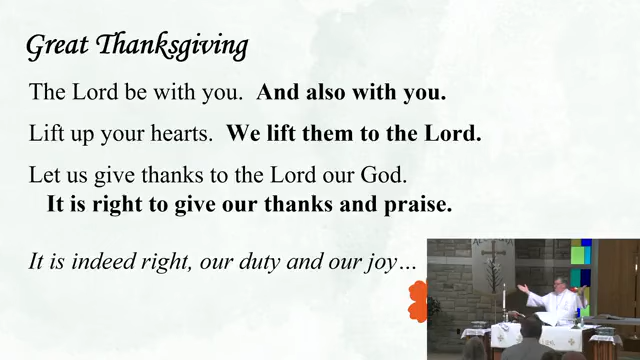 Great Thanksgiving
The Lord be with you. And also with you.
Lift up your hearts. We lift them to the Lord.
Let us give thanks to the Lord our God.
It is right to give our thanks and praise.
It is indeed right, our duty and our joy…